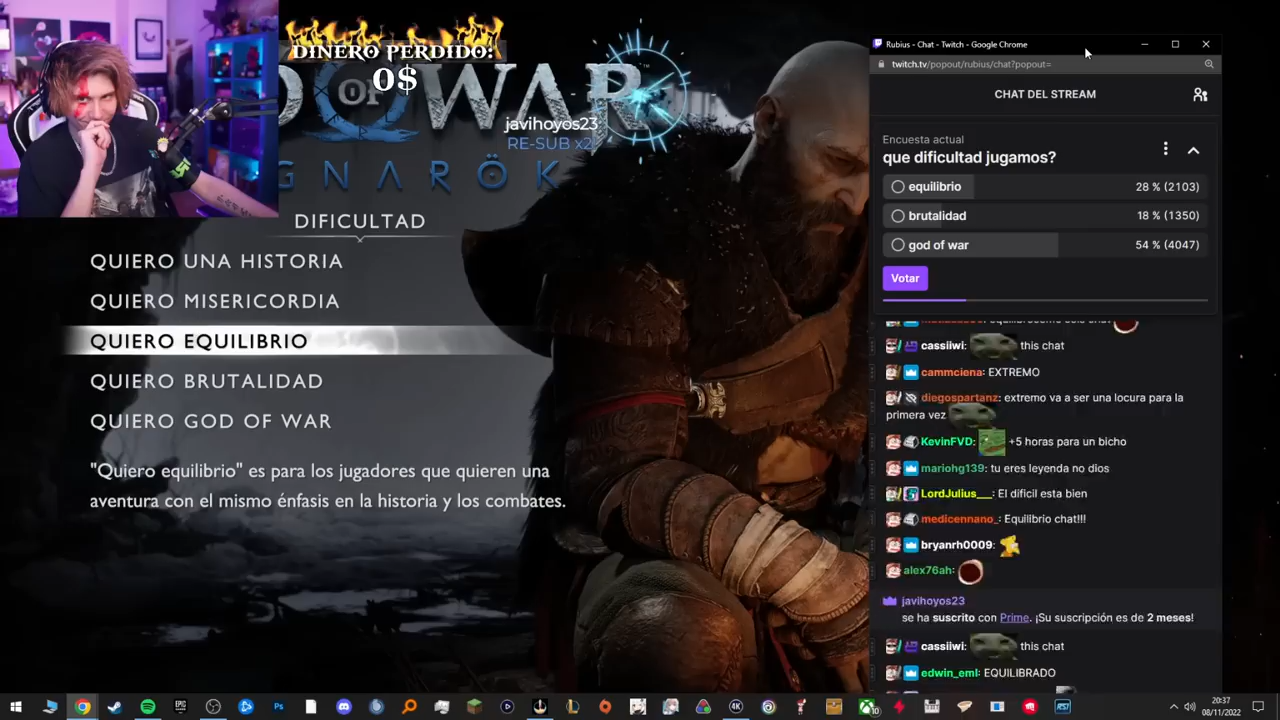 DINERO PERDIDO:
0$
OF WAR
javihoyos23
RE-SUB x2
GNARÖK
DIFICULTAD
QUIERO UNA HISTORIA
QUIERO MISERICORDIA
QUIERO EQUILIBRIO
QUIERO BRUTALIDAD
QUIERO GOD OF WAR
"Quiero equilibrio" es para los jugadores que quieren una
aventura con el mismo énfasis en la historia y los combates.
Rubius - Chat - Twitch - Google Chrome
twitch.tv/popout/rubius/chat?popout=
CHAT DEL STREAM
Encuesta actual
que dificultad jugamos?
equilibrio 28 % (2103)
brutalidad 18 % (1350)
god of war 54 % (4047)
Votar
cassiiwi: this chat
cammciena: EXTREMO
diegospartanz: extremo va a ser una locura para la
primera vez
KevinFVD: +5 horas para un bicho
mariohg139: tu eres leyenda no dios
LordJulius___: El dificil esta bien
medicennano_: Equilibrio chat!!!
bryanrh0009:
alex76ah:
javihoyos23
se ha suscrito con Prime. ¡Su suscripción es de 2 meses!
cassiiwi: this chat
edwin_eml: EQUILIBRADO
20:37
08/11/2022